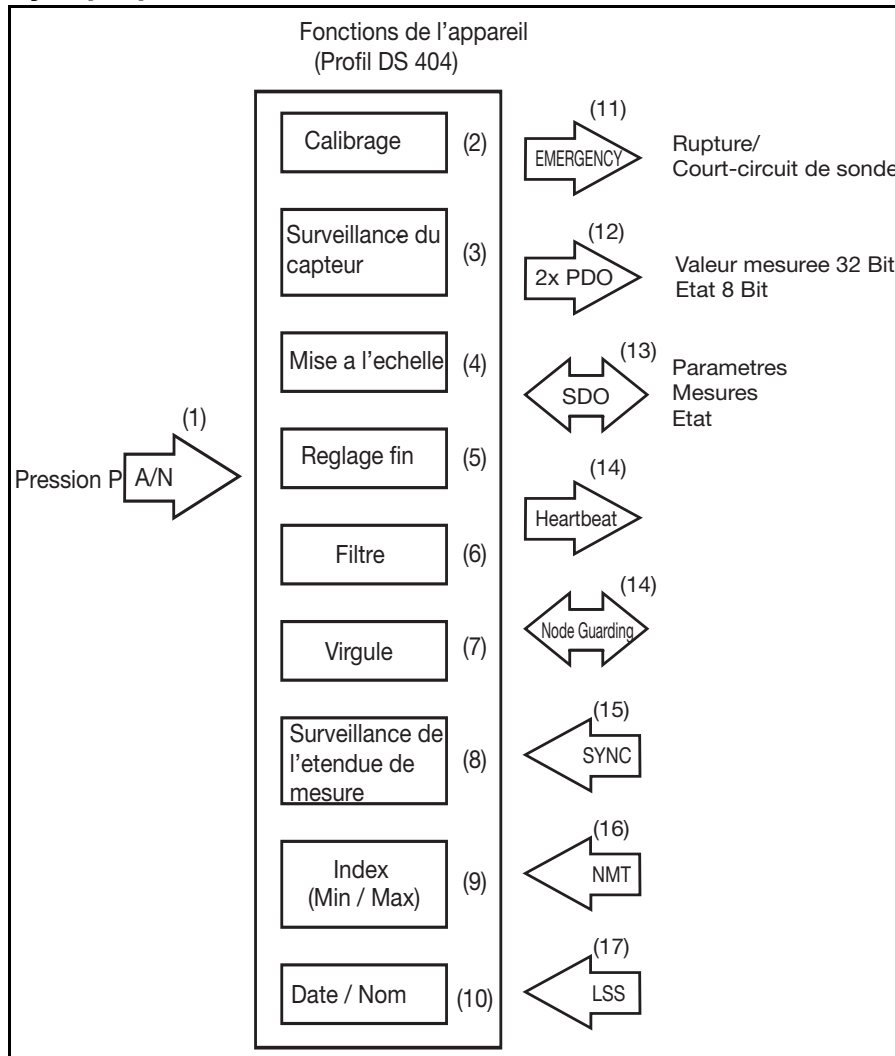 Fonctions de l'appareil
(Profil DS 404)
Pression P
(1)
A/N
Calibrage
(2)
Surveillance du
capteur
(3)
Mise a l'echelle
(4)
Reglage fin
(5)
Filtre
(6)
Virgule
(7)
Surveillance de
l'etendue de
mesure
(8)
Index
(Min / Max)
(9)
Date / Nom
(10)
(11)
EMERGENCY
Rupture/
Court-circuit de sonde
(12)
2x PDO
Valeur mesuree 32 Bit
Etat 8 Bit
(13)
SDO
Parametres
Mesures
Etat
(14)
Heartbeat
(14)
Node Guarding
(15)
SYNC
(16)
NMT
(17)
LSS